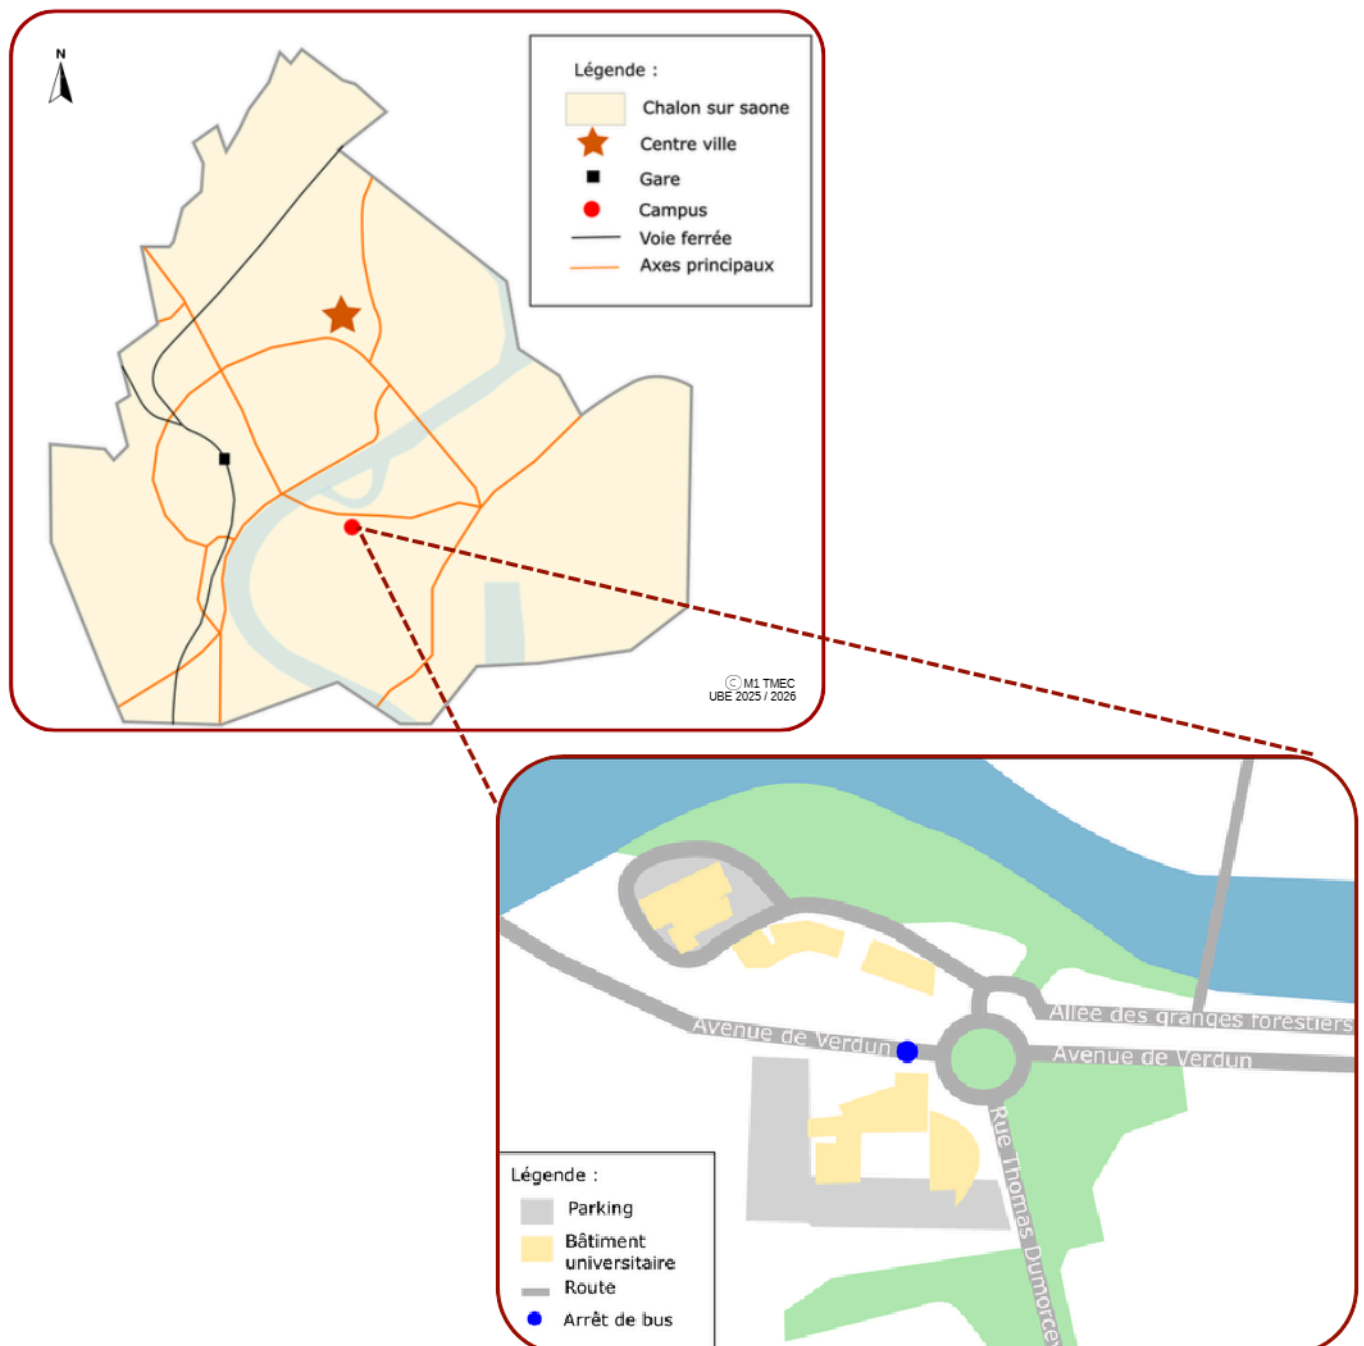 N
Légende :
Chalon sur saone
Centre ville
Gare
Campus
Voie ferrée
Axes principaux
© M1 TMEC
UBE 2025 / 2026
Allée des granges forestiers
Avenue de Verdun
Avenue de Verdun
Rue Thomas Dumorcey
Légende :
Parking
Bâtiment
universitaire
Route
Arrêt de bus